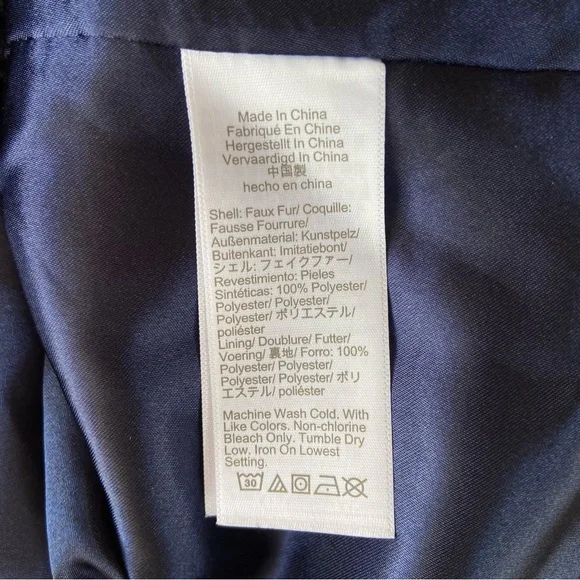 Made In China
Fabriqué En Chine
Hergestellt In China
Vervaardigd In China
中国製
hecho en china
Shell: Faux Fur/ Coquille:
Fausse Fourrure/
Außenmaterial: Kunstpelz/
Buitenkant: Imitatiebont/
シェル: フェイクファー/
Revestimiento: Pieles
Sintéticas: 100% Polyester/
Polyester/ Polyester/
Polyester/ ポリエステル/
poliéster
Lining/ Doublure/ Futter/
Voering/ 裏地/ Forro: 100%
Polyester/ Polyester/
Polyester/ Polyester/ ポリ
エステル/ poliéster
Machine Wash Cold. With
Like Colors. Non-chlorine
Bleach Only. Tumble Dry
Low. Iron On Lowest
Setting.
30